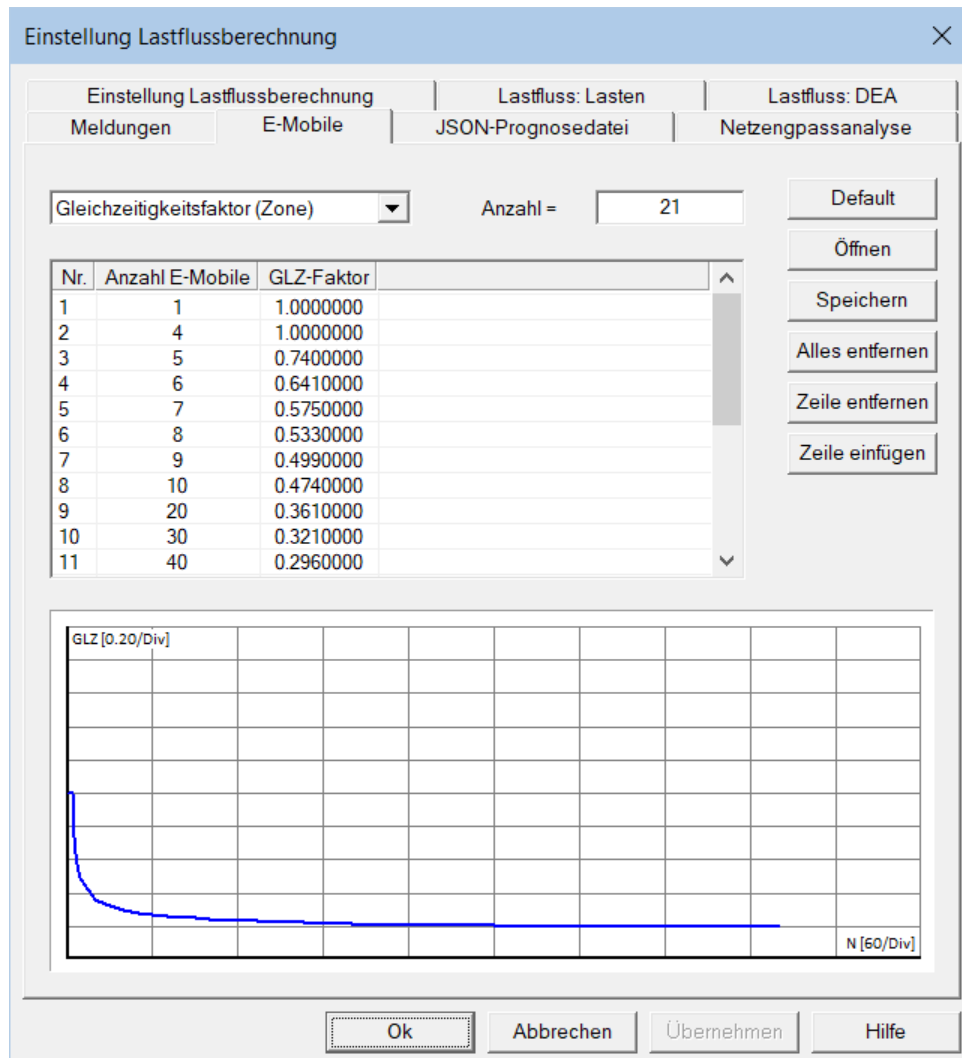 Einstellung Lastflussberechnung
Einstellung Lastflussberechnung Lastfluss: Lasten Lastfluss: DEA
Meldungen E-Mobile JSON-Prognosedatei Netzengpassanalyse
Gleichzeitigkeitsfaktor (Zone) Anzahl = 21 Default
Öffnen
Nr. Anzahl E-Mobile GLZ-Faktor
1 1 1.0000000 Speichern
2 4 1.0000000
3 5 0.7400000 Alles entfernen
4 6 0.6410000
5 7 0.5750000 Zeile entfernen
6 8 0.5330000
7 9 0.4990000 Zeile einfügen
8 10 0.4740000
9 20 0.3610000
10 30 0.3210000
11 40 0.2960000
GLZ [0.20/Div]
N [60/Div]
Ok Abbrechen Übernehmen Hilfe